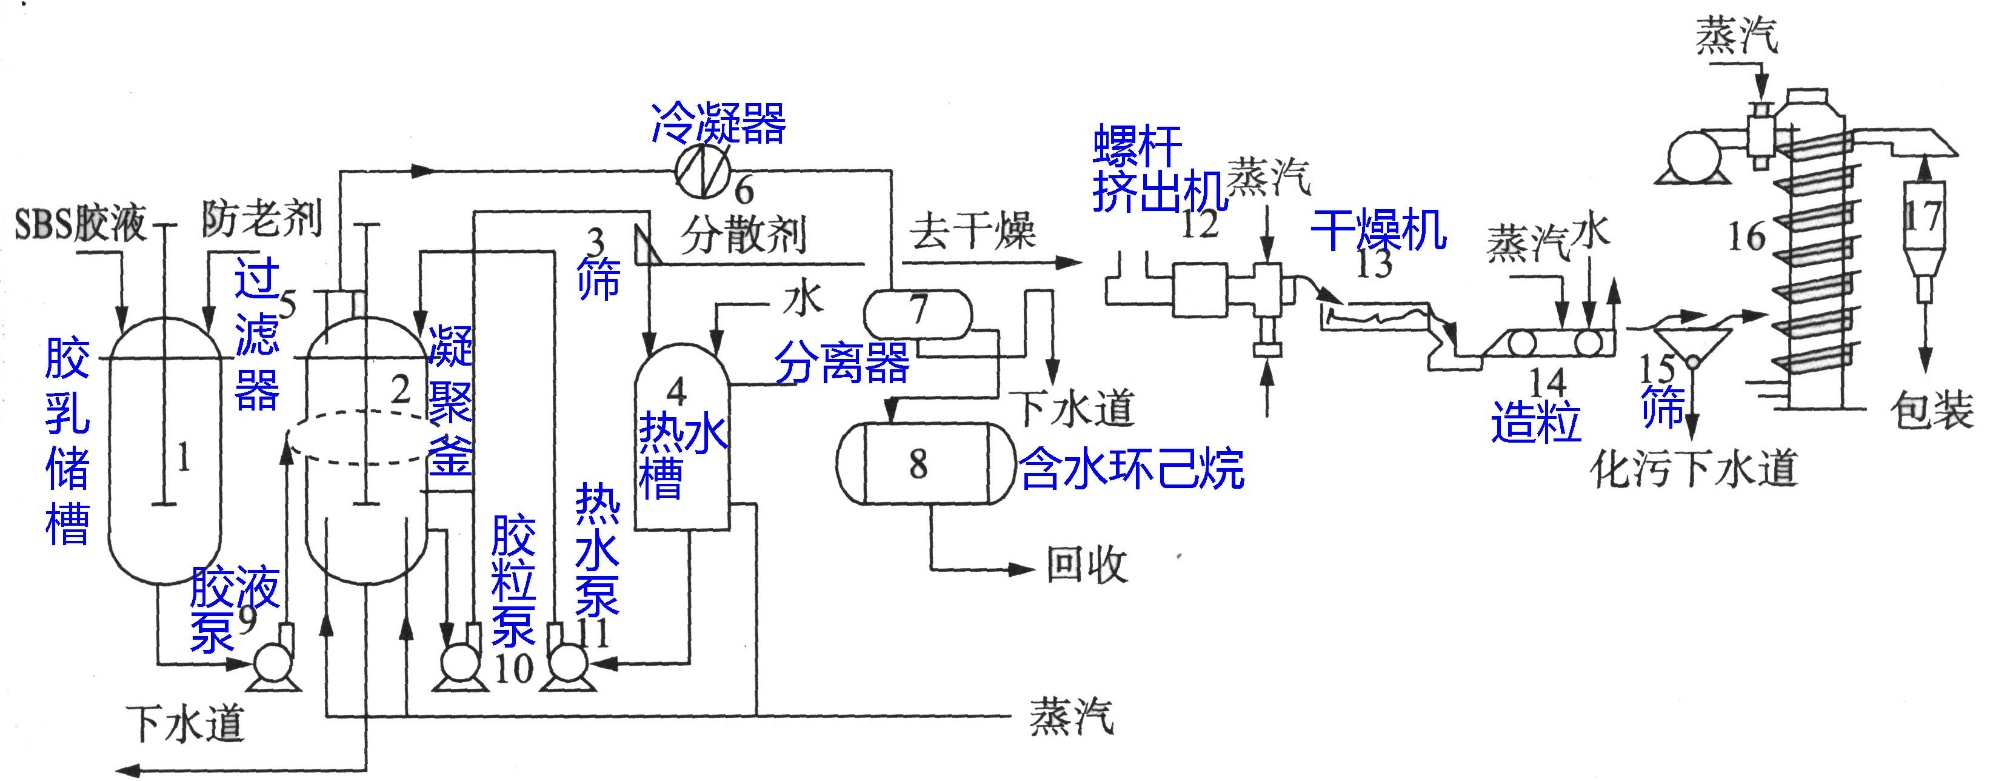 蒸汽
冷凝器
6
螺杆
挤出机
12
蒸汽
SBS胶液
防老剂
3
筛
分散剂
去干燥
干燥机
13
蒸汽
水
16
17
过滤器
5
水
7
胶乳储槽
凝聚釜
2
分离器
4
热水槽
下水道
14
造粒
15
筛
包装
1
8
含水环己烷
化污下水道
胶液泵
9
胶粒泵
10
热水泵
11
回收
下水道
蒸汽